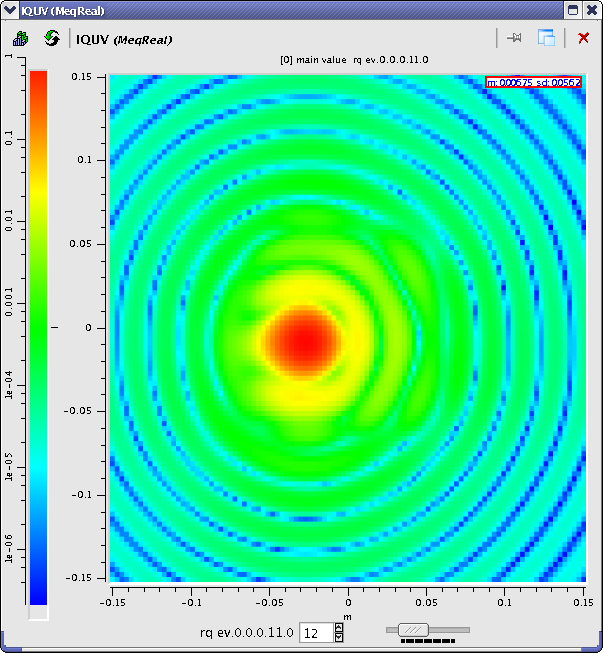 IQUV (MeqReal)
IQUV (MeqReal)
[0] main value rq ev.0.0.0.11.0
m:000575 sd:00562
1
0.1
0.01
0.001
1e-04
1e-05
1e-06
0.15
0.1
0.05
0
-0.05
-0.1
-0.15
-0.15
-0.1
-0.05
0
0.05
0.1
0.15
m
rq ev.0.0.0.11.0 12